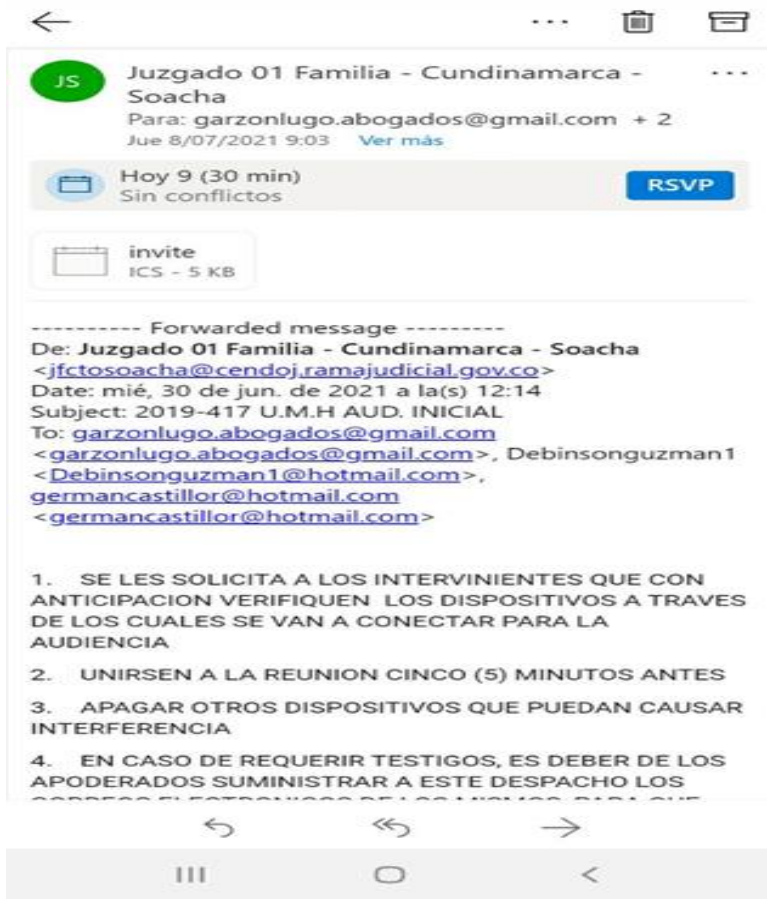 JS
Juzgado 01 Familia - Cundinamarca -
Soacha
Para: garzonlugo.abogados@gmail.com + 2
Jue 8/07/2021 9:03 Ver más
Hoy 9 (30 min)
Sin conflictos
RSVP
invite
ICS - 5 KB
---------- Forwarded message ---------
De: Juzgado 01 Familia - Cundinamarca - Soacha
<jfctosoacha@cendoj.ramajudicial.gov.co>
Date: mié, 30 de jun. de 2021 a la(s) 12:14
Subject: 2019-417 U.M.H AUD. INICIAL
To: garzonlugo.abogados@gmail.com
<garzonlugo.abogados@gmail.com>, Debinsonguzman1
<Debinsonguzman1@hotmail.com>,
germancastillor@hotmail.com
<germancastillor@hotmail.com>
1. SE LES SOLICITA A LOS INTERVINIENTES QUE CON
ANTICIPACION VERIFIQUEN LOS DISPOSITIVOS A TRAVES
DE LOS CUALES SE VAN A CONECTAR PARA LA
AUDIENCIA
2. UNIRSEN A LA REUNION CINCO (5) MINUTOS ANTES
3. APAGAR OTROS DISPOSITIVOS QUE PUEDAN CAUSAR
INTERFERENCIA
4. EN CASO DE REQUERIR TESTIGOS, ES DEBER DE LOS
APODERADOS SUMINISTRAR A ESTE DESPACHO LOS